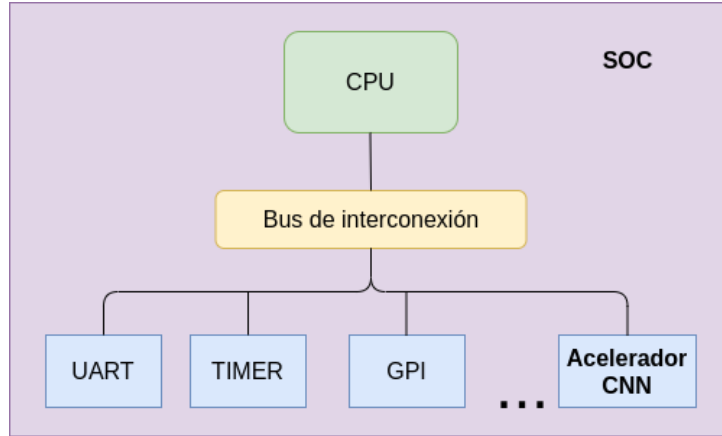 SOC
CPU
Bus de interconexión
UART
TIMER
GPI
...
Acelerador
CNN